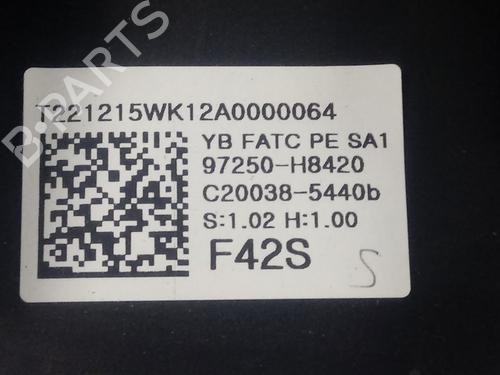 B-PARTS
T221215WK12A0000064
YB FATC PE SA1
97250-H8420
C20038-5440b
S:1.02 H:1.00
F42S
S